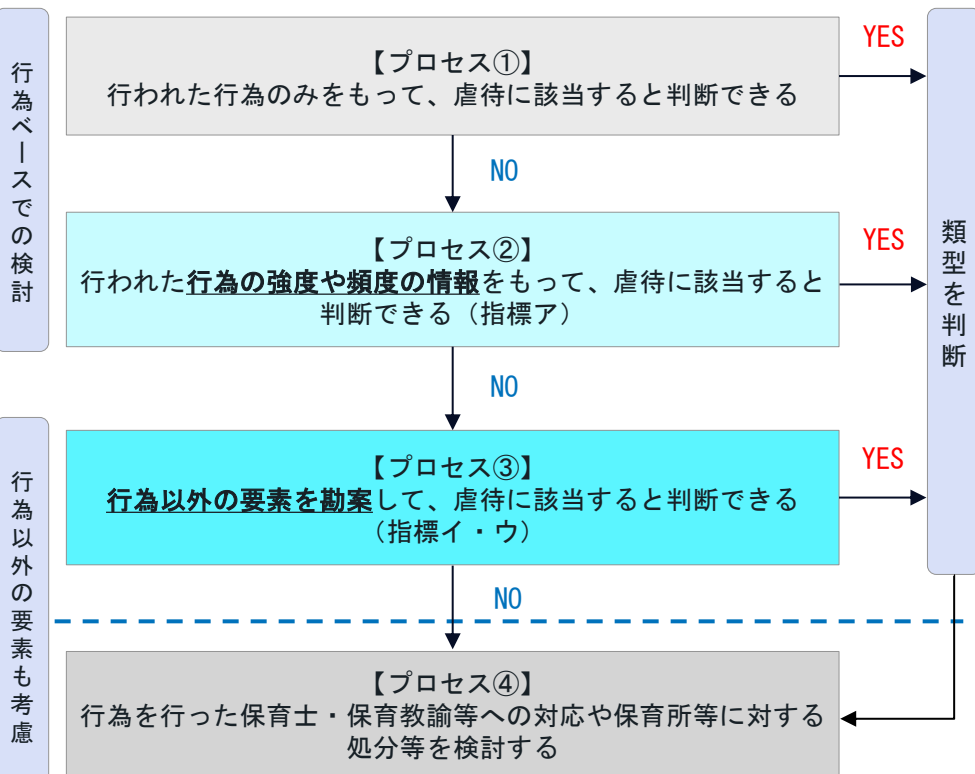 行為ベースでの検討
【プロセス①】
行われた行為のみをもって、虐待に該当すると判断できる
YES
NO
【プロセス②】
行われた行為の強度や頻度の情報をもって、虐待に該当すると
判断できる（指標ア）
YES
類型を判断
NO
行為以外の要素も考慮
【プロセス③】
行為以外の要素を勘案して、虐待に該当すると判断できる
（指標イ・ウ）
YES
NO
【プロセス④】
行為を行った保育士・保育教諭等への対応や保育所等に対する
処分等を検討する